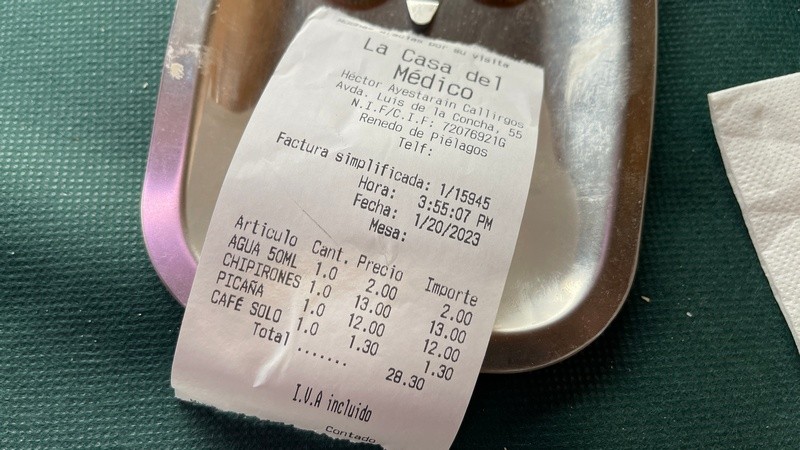 por su visita
La Casa del
Médico
Héctor Ayestarain Callirgos
Avda. Luis de la Concha, 55
N.I.F/C.I.F: 72076921G
Renedo de Piélagos
Telf:
Factura simplificada: 1/15945
Hora: 3:55:07 PM
Fecha: 1/20/2023
Mesa:
Artículo Cant. Precio Importe
AGUA 50ML 1.0 2.00 2.00
CHIPIRONES 1.0 13.00 13.00
PICAÑA 1.0 12.00 12.00
CAFÉ SOLO 1.0 1.30 1.30
Total ....... 28.30
I.V.A incluido
Contado